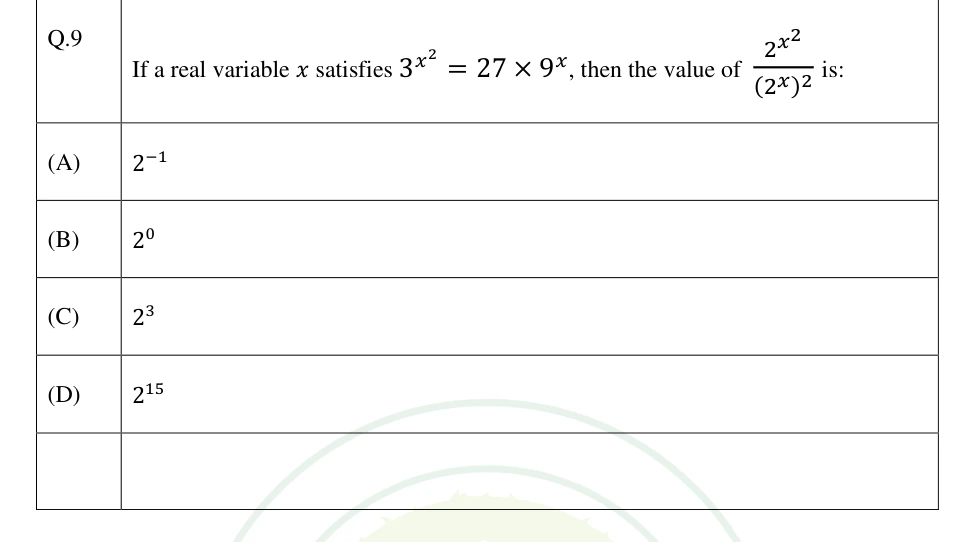 Q.9
If a real variable 𝑥 satisfies 3^{𝑥^2} = 27 × 9^𝑥, then the value of \frac{2^{𝑥^2}}{(2^𝑥)^2} is:
(A) 2^{−1}
(B) 2^0
(C) 2^3
(D) 2^{15}